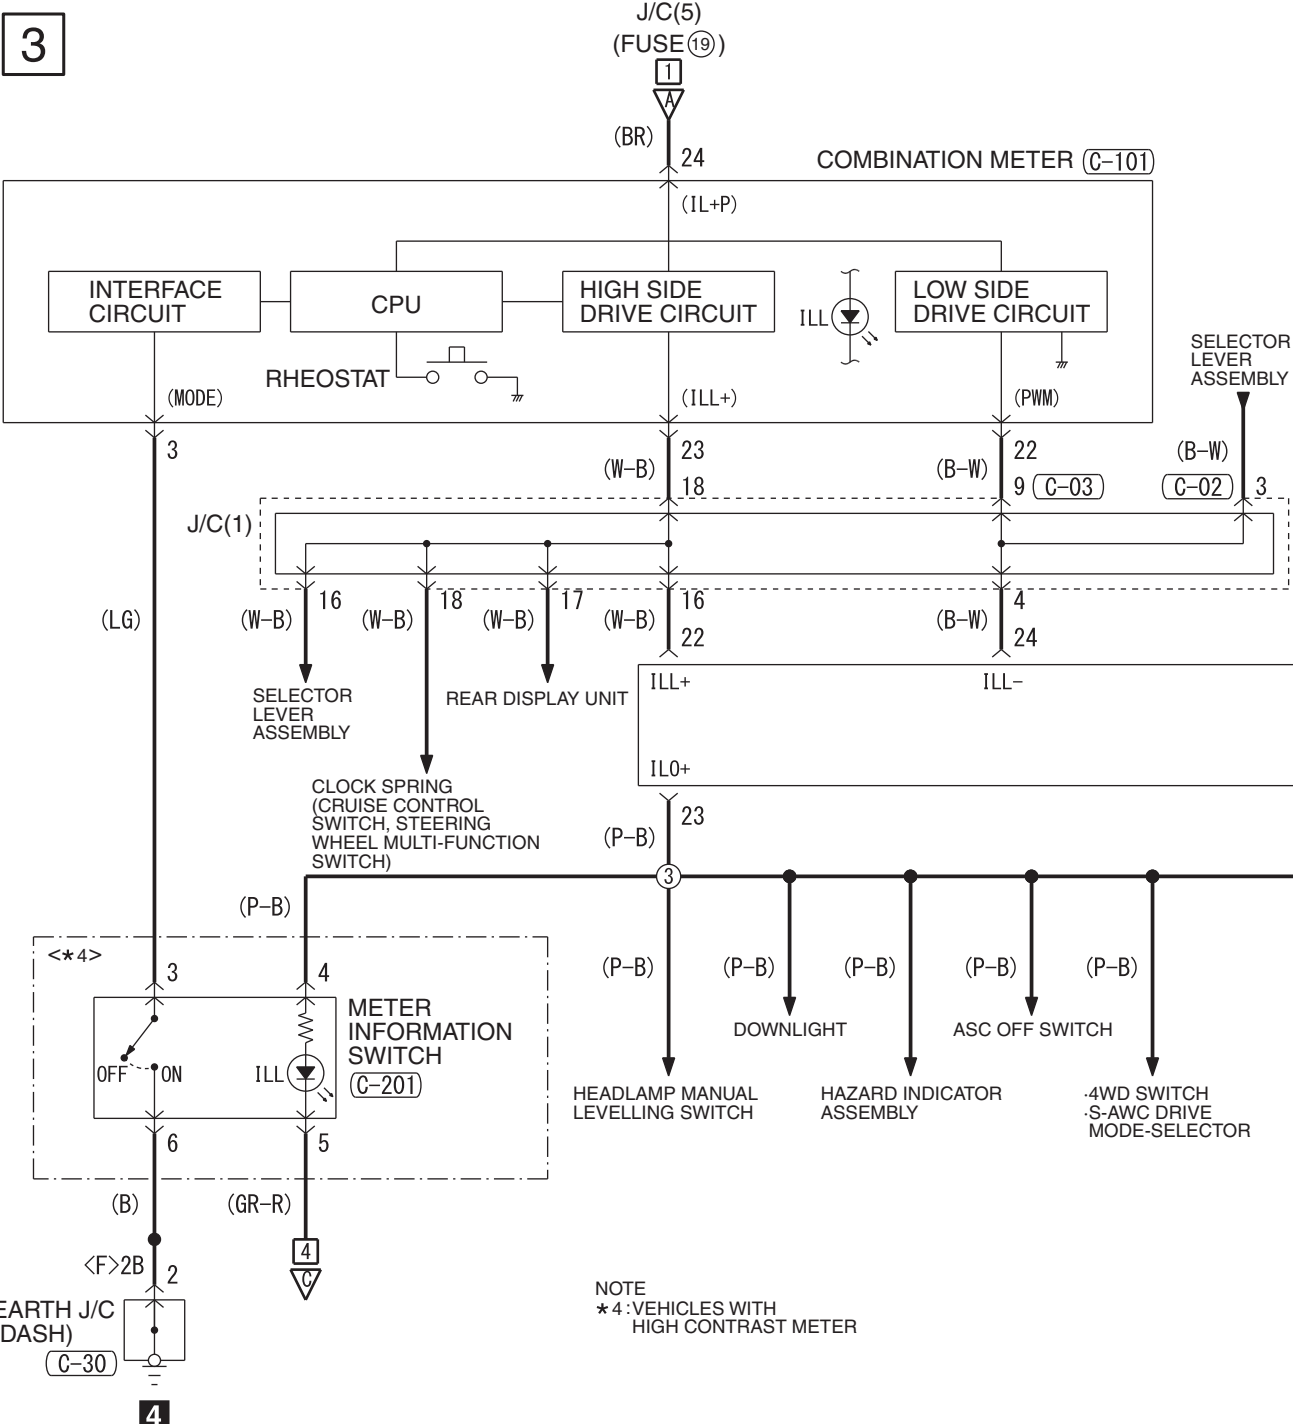 3
J/C(5)
(FUSE 19)
1
A
(BR)
24
COMBINATION METER C-101
(IL+P)
INTERFACE
CIRCUIT
CPU
HIGH SIDE
DRIVE CIRCUIT
ILL
LOW SIDE
DRIVE CIRCUIT
SELECTOR
LEVER
ASSEMBLY
RHEOSTAT
(MODE)
(ILL+)
(PWM)
3
23
22
(W-B)
(B-W)
(B-W)
18
9 C-03
C-02 3
J/C(1)
16
18
17
16
4
(LG)
(W-B)
(W-B)
(W-B)
(W-B)
(B-W)
22
24
SELECTOR
LEVER
ASSEMBLY
REAR DISPLAY UNIT
ILL+
ILL-
ILO+
CLOCK SPRING
(CRUISE CONTROL
SWITCH, STEERING
WHEEL MULTI-FUNCTION
SWITCH)
23
(P-B)
3
(P-B)
<*4>
3
4
(P-B)
(P-B)
(P-B)
(P-B)
(P-B)
METER
INFORMATION
SWITCH
C-201
OFF
ON
ILL
DOWNLIGHT
ASC OFF SWITCH
HEADLAMP MANUAL
LEVELLING SWITCH
HAZARD INDICATOR
ASSEMBLY
·4WD SWITCH
·S-AWC DRIVE
MODE-SELECTOR
6
5
(B)
(GR-R)
4
C
<F>2B
2
EARTH J/C
DASH)
C-30
4
NOTE
*4:VEHICLES WITH
HIGH CONTRAST METER